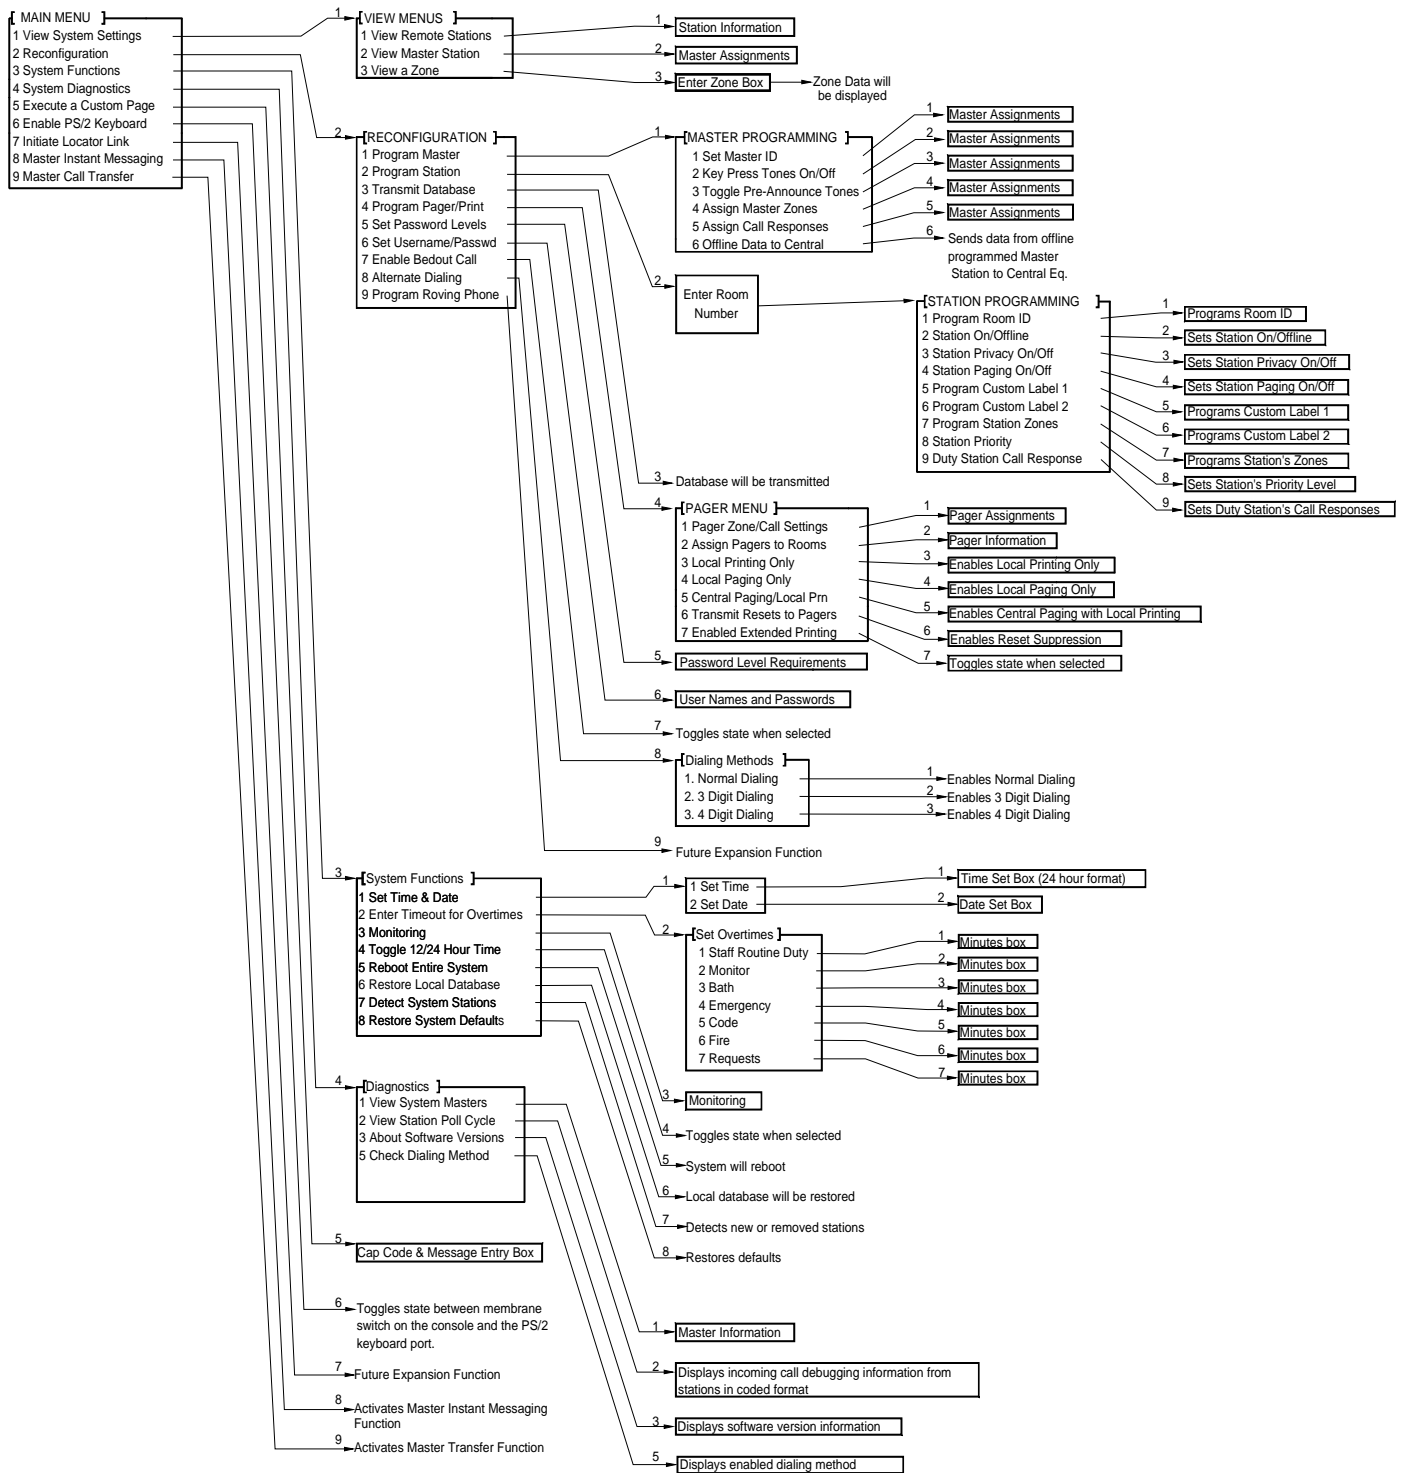 [ MAIN MENU ]
1 View System Settings
2 Reconfiguration
3 System Functions
4 System Diagnostics
5 Execute a Custom Page
6 Enable PS/2 Keyboard
7 Initiate Locator Link
8 Master Instant Messaging
9 Master Call Transfer
1
[VIEW MENUS ]
1 View Remote Stations
2 View Master Station
3 View a Zone
1
Station Information
2
Master Assignments
3
Enter Zone Box
Zone Data will
be displayed
2
[RECONFIGURATION ]
1 Program Master
2 Program Station
3 Transmit Database
4 Program Pager/Print
5 Set Password Levels
6 Set Username/Passwd
7 Enable Bedout Call
8 Alternate Dialing
9 Program Roving Phone
1
[MASTER PROGRAMMING ]
1 Set Master ID
2 Key Press Tones On/Off
3 Toggle Pre-Announce Tones
4 Assign Master Zones
5 Assign Call Responses
6 Offline Data to Central
1
Master Assignments
2
Master Assignments
3
Master Assignments
4
Master Assignments
5
Master Assignments
6
Sends data from offline
programmed Master
Station to Central Eq.
2
Enter Room
Number
[STATION PROGRAMMING ]
1 Program Room ID
2 Station On/Offline
3 Station Privacy On/Off
4 Station Paging On/Off
5 Program Custom Label 1
6 Program Custom Label 2
7 Program Station Zones
8 Station Priority
9 Duty Station Call Response
1
Programs Room ID
2
Sets Station On/Offline
3
Sets Station Privacy On/Off
4
Sets Station Paging On/Off
5
Programs Custom Label 1
6
Programs Custom Label 2
7
Programs Station's Zones
8
Sets Station's Priority Level
9
Sets Duty Station's Call Responses
3
Database will be transmitted
4
[PAGER MENU ]
1 Pager Zone/Call Settings
2 Assign Pagers to Rooms
3 Local Printing Only
4 Local Paging Only
5 Central Paging/Local Prn
6 Transmit Resets to Pagers
7 Enabled Extended Printing
1
Pager Assignments
2
Pager Information
3
Enables Local Printing Only
4
Enables Local Paging Only
5
Enables Central Paging with Local Printing
6
Enables Reset Suppression
7
Toggles state when selected
5
Password Level Requirements
6
User Names and Passwords
7
Toggles state when selected
8
[Dialing Methods ]
1. Normal Dialing
2. 3 Digit Dialing
3. 4 Digit Dialing
1
Enables Normal Dialing
2
Enables 3 Digit Dialing
3
Enables 4 Digit Dialing
9
Future Expansion Function
3
[System Functions ]
1 Set Time & Date
2 Enter Timeout for Overtimes
3 Monitoring
4 Toggle 12/24 Hour Time
5 Reboot Entire System
6 Restore Local Database
7 Detect System Stations
8 Restore System Defaults
1
1 Set Time
2 Set Date
1
Time Set Box (24 hour format)
2
Date Set Box
2
[Set Overtimes ]
1 Staff Routine Duty
2 Monitor
3 Bath
4 Emergency
5 Code
6 Fire
7 Requests
1
Minutes box
2
Minutes box
3
Minutes box
4
Minutes box
5
Minutes box
6
Minutes box
7
Minutes box
3
Monitoring
4
Toggles state when selected
5
System will reboot
6
Local database will be restored
7
Detects new or removed stations
8
Restores defaults
4
[Diagnostics ]
1 View System Masters
2 View Station Poll Cycle
3 About Software Versions
5 Check Dialing Method
1
Master Information
2
Displays incoming call debugging information from
stations in coded format
3
Displays software version information
5
Displays enabled dialing method
5
Cap Code & Message Entry Box
6
Toggles state between membrane
switch on the console and the PS/2
keyboard port.
7
Future Expansion Function
8
Activates Master Instant Messaging
Function
9
Activates Master Transfer Function